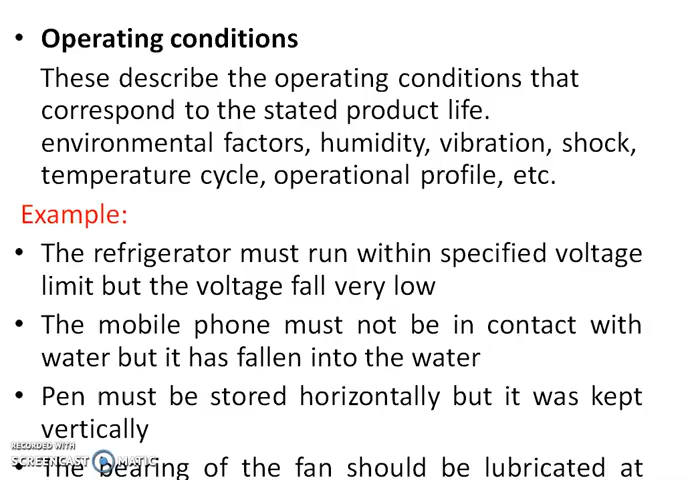 • Operating conditions
These describe the operating conditions that
correspond to the stated product life.
environmental factors, humidity, vibration, shock,
temperature cycle, operational profile, etc.
Example:
• The refrigerator must run within specified voltage
limit but the voltage fall very low
• The mobile phone must not be in contact with
water but it has fallen into the water
• Pen must be stored horizontally but it was kept
vertically
RECORDED WITH
SCREENCAST MATIC
• The bearing of the fan should be lubricated at